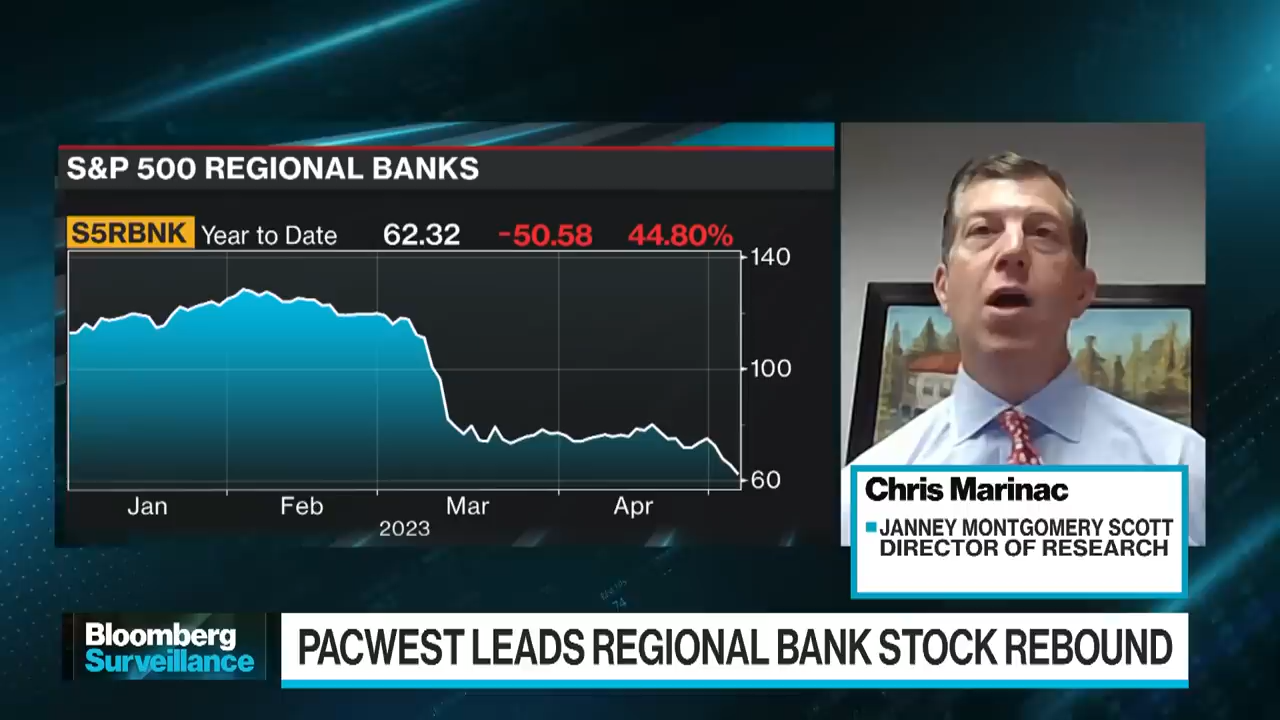 S&P 500 REGIONAL BANKS
S5RBNK Year to Date 62.32 -50.58 44.80%
140
100
60
Jan Feb Mar Apr
2023
Chris Marinac
JANNEY MONTGOMERY SCOTT
DIRECTOR OF RESEARCH
Bloomberg
Surveillance
PACWEST LEADS REGIONAL BANK STOCK REBOUND